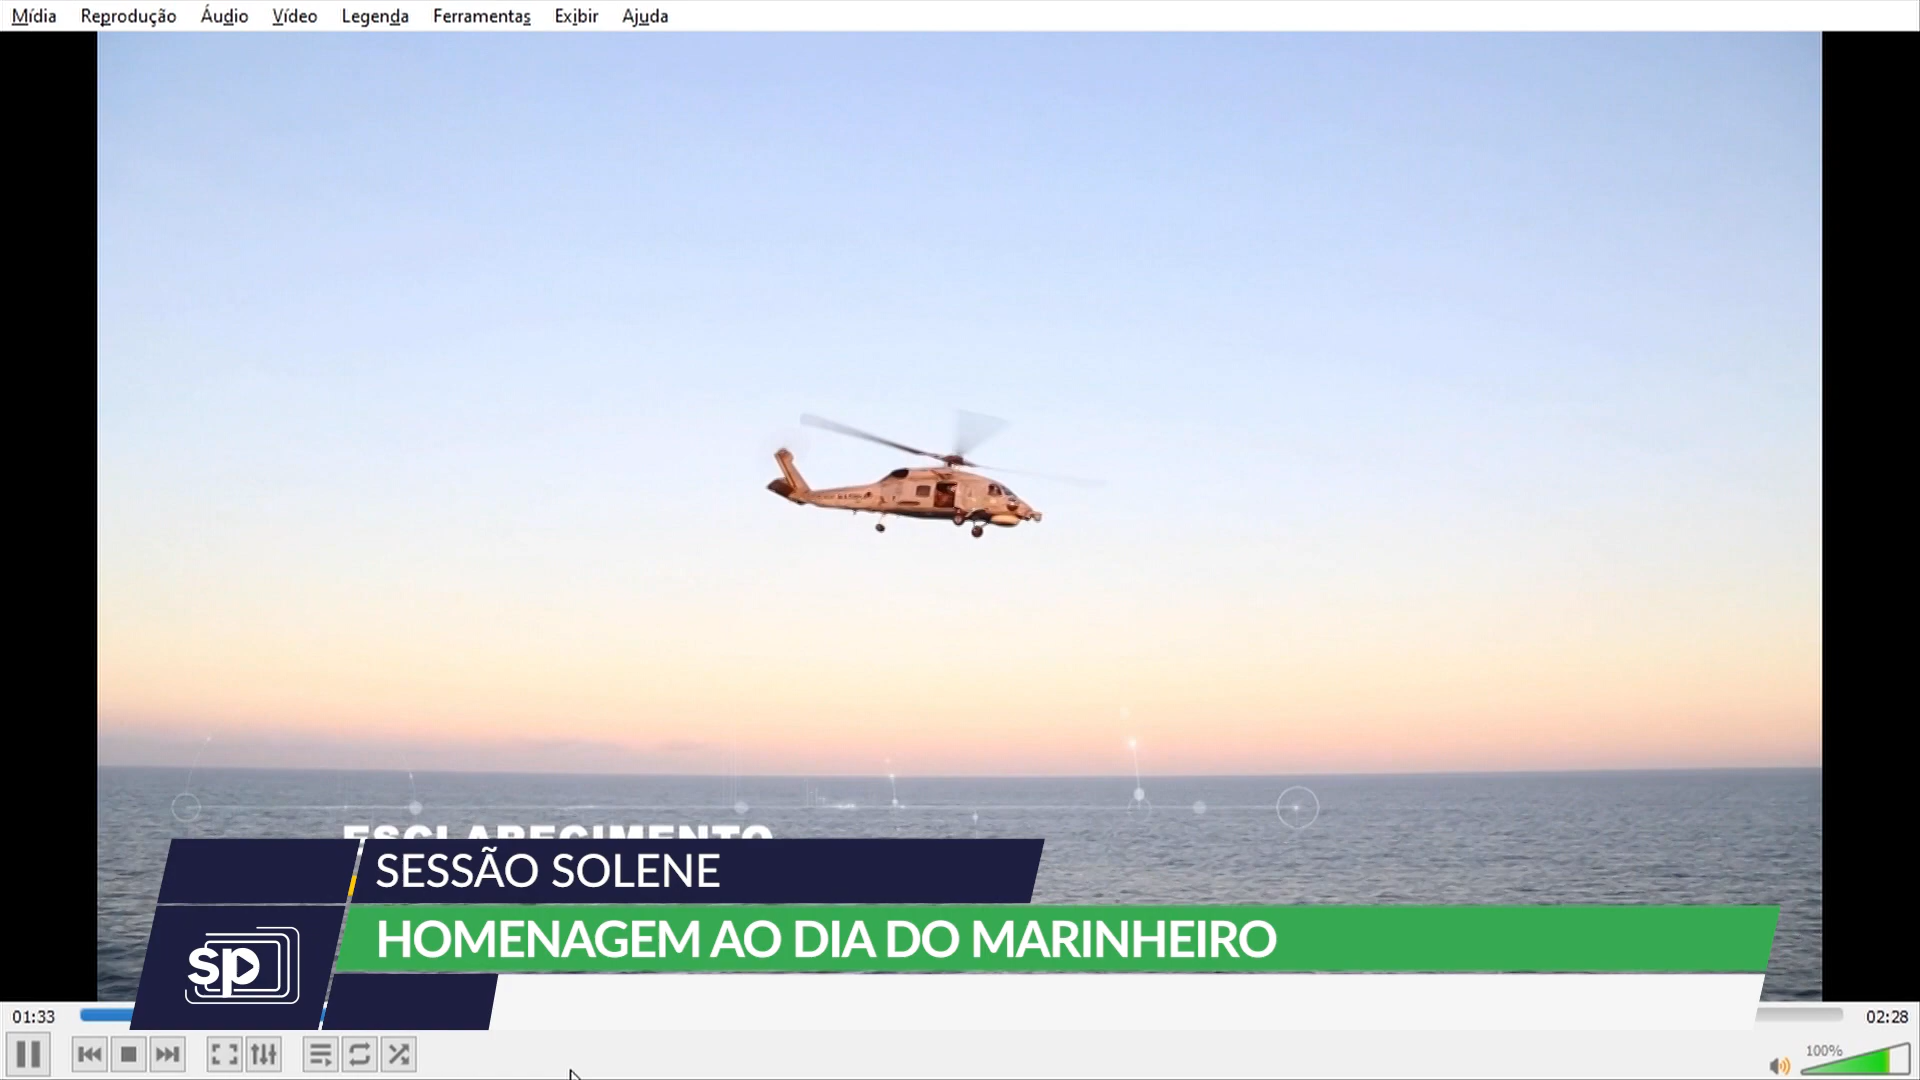 Mídia Reprodução Áudio Vídeo Legenda Ferramentas Exibir Ajuda
ESCLARECIMENTO
SESSÃO SOLENE
HOMENAGEM AO DIA DO MARINHEIRO
sp
01:33 02:28
100%